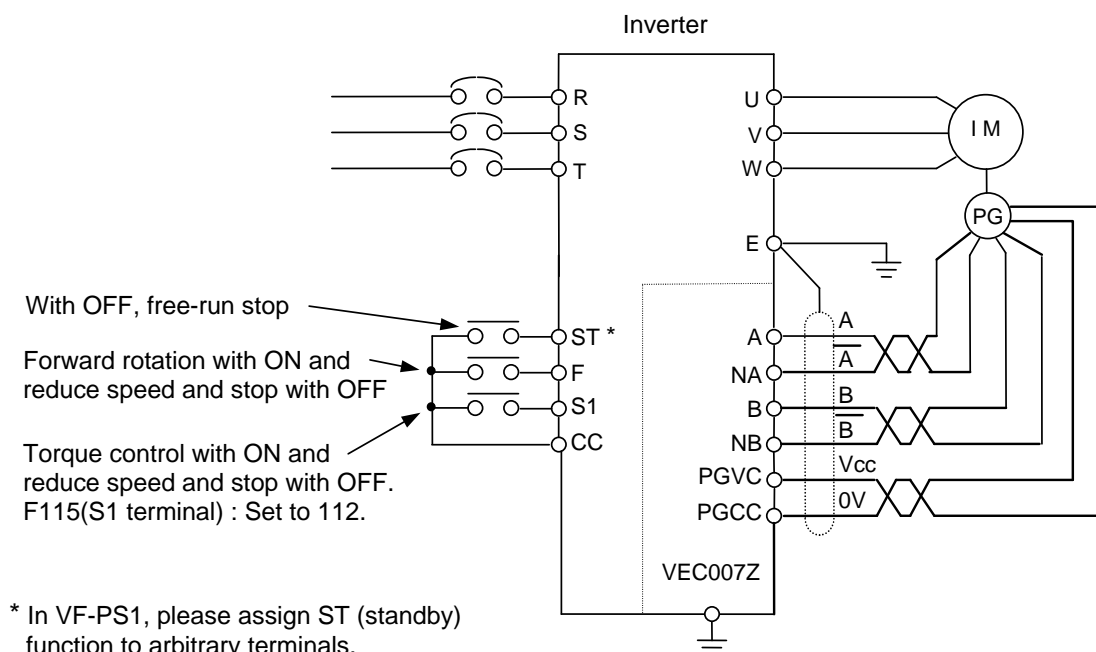 Inverter
R
S
T
U
V
W
I M
PG
E
With OFF, free-run stop
ST *
Forward rotation with ON and
reduce speed and stop with OFF
F
S1
CC
Torque control with ON and
reduce speed and stop with OFF.
F115(S1 terminal) : Set to 112.
A A
NA A̅
B B
NB B̅
PGVC Vcc
PGCC 0V
VEC007Z
* In VF-PS1, please assign ST (standby)
function to arbitrary terminals.